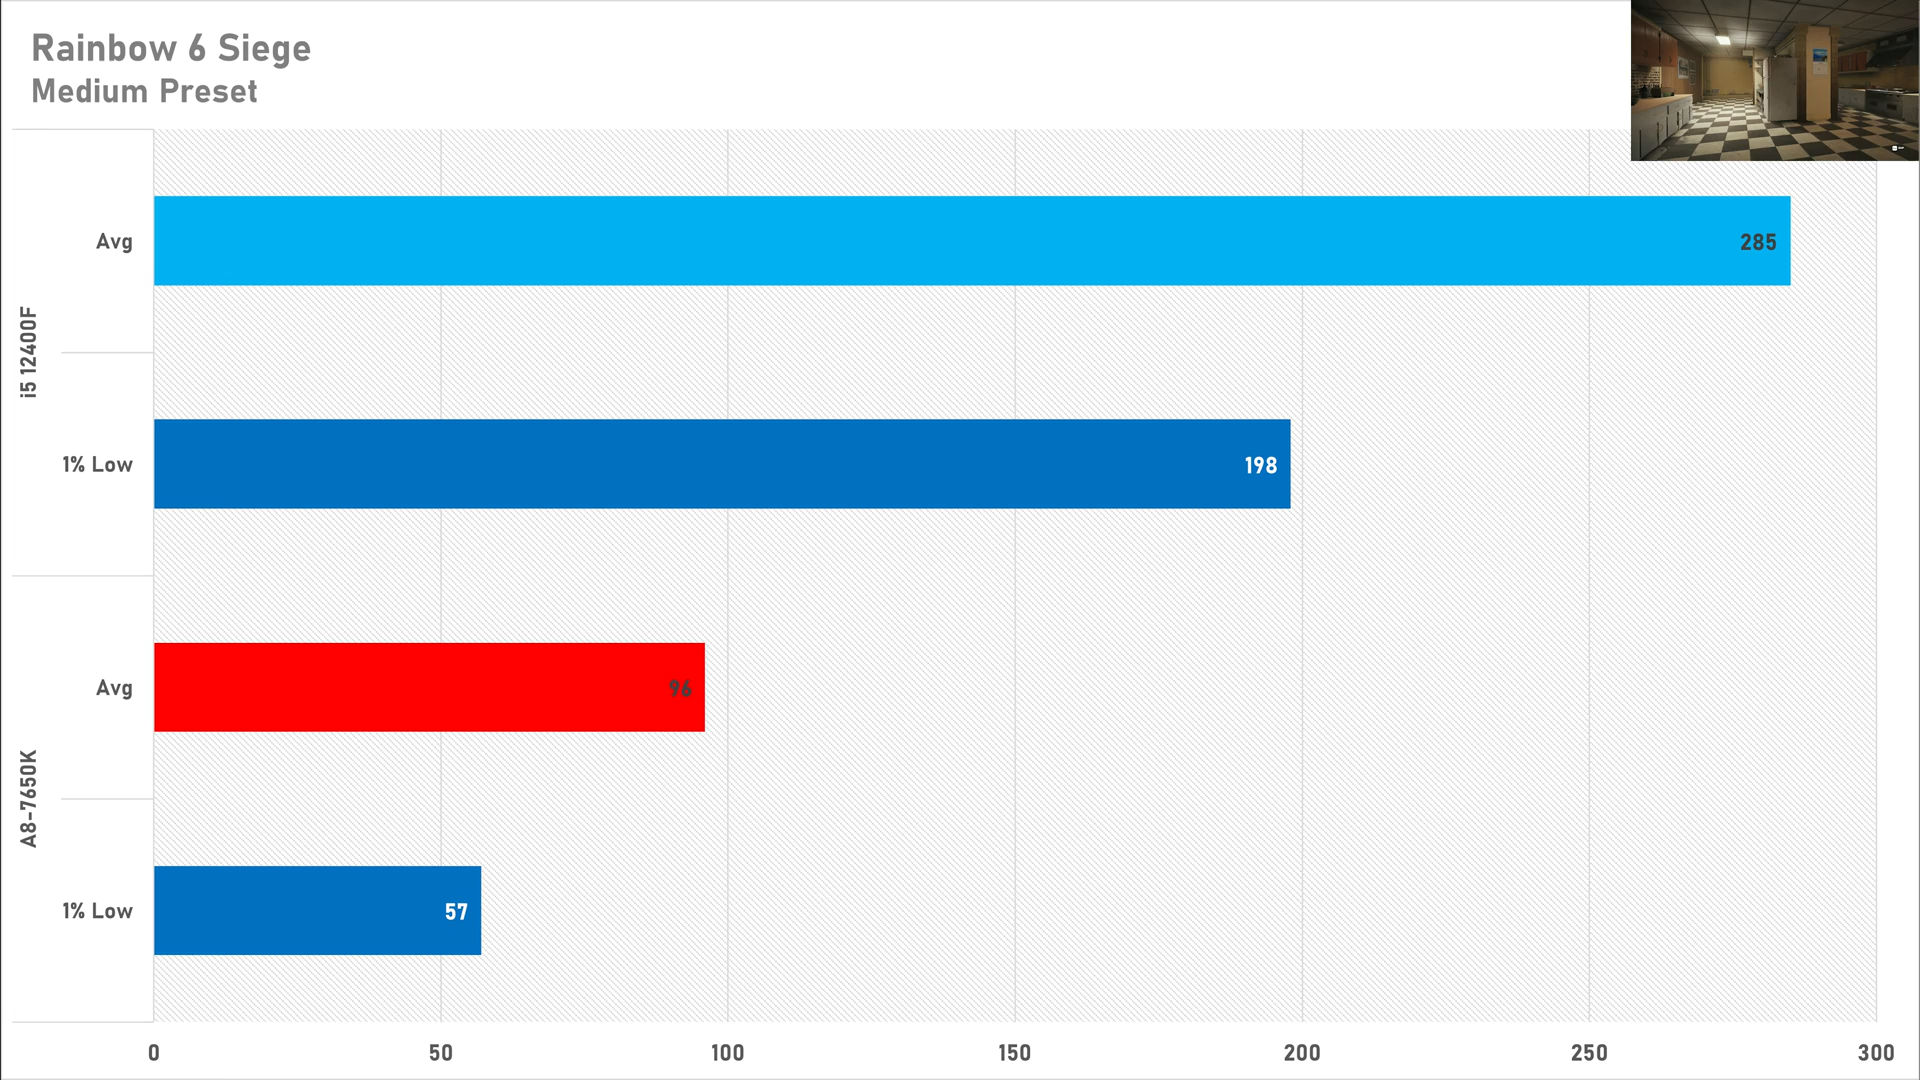 Rainbow 6 Siege
Medium Preset
i5 12400F
Avg
285
1% Low
198
A8-7650K
Avg
96
1% Low
57
0 50 100 150 200 250 300